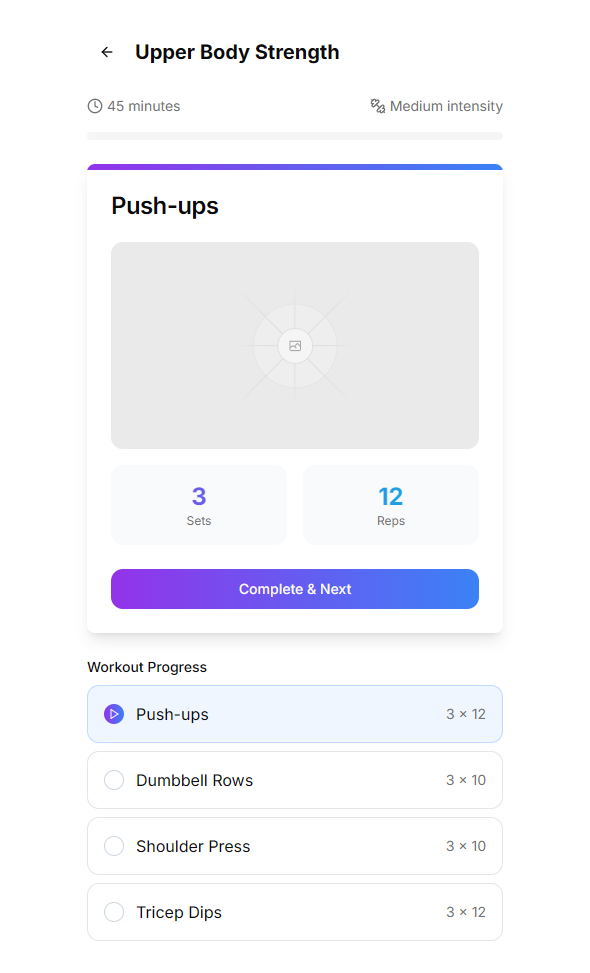 Upper Body Strength
45 minutes
Medium intensity
Push-ups
3
Sets
12
Reps
Complete & Next
Workout Progress
Push-ups 3 × 12
Dumbbell Rows 3 × 10
Shoulder Press 3 × 10
Tricep Dips 3 × 12